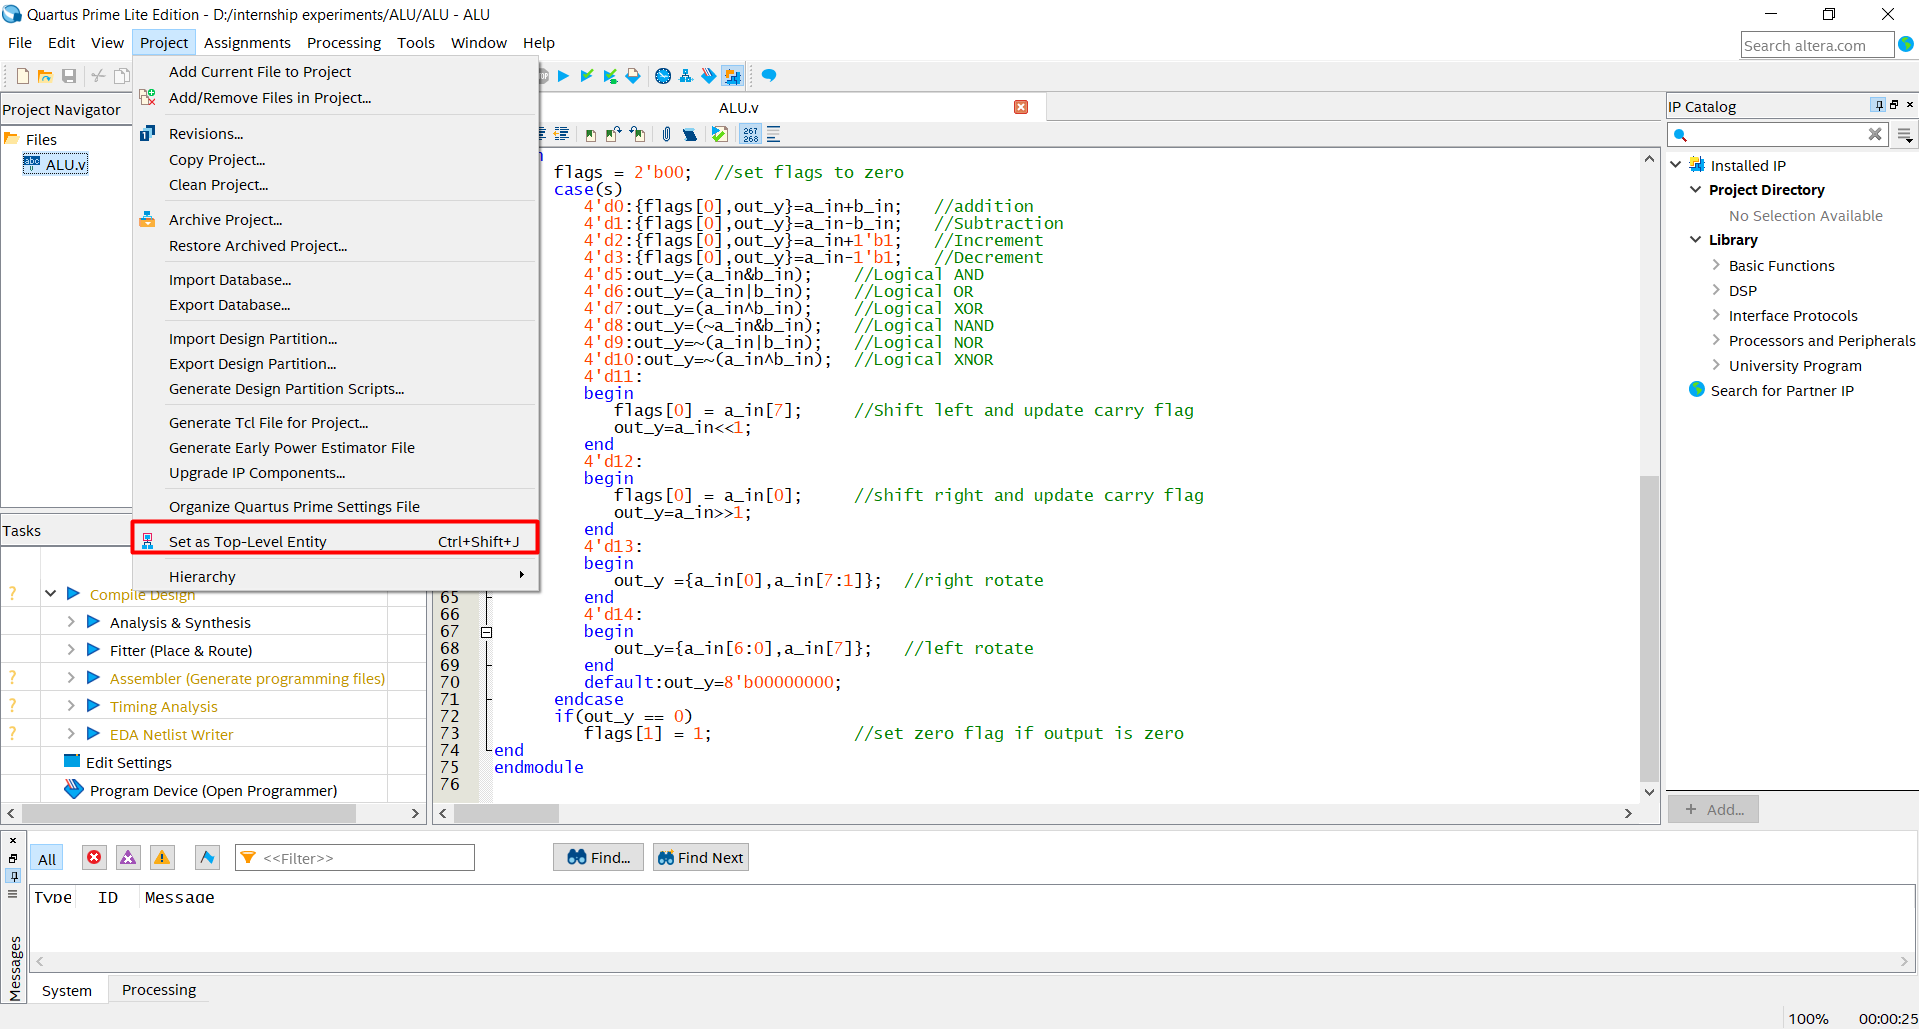 Quartus Prime Lite Edition - D:/internship experiments/ALU/ALU - ALU
File Edit View Project Assignments Processing Tools Window Help
Search altera.com
Add Current File to Project
Add/Remove Files in Project...
Revisions...
Copy Project...
Clean Project...
Archive Project...
Restore Archived Project...
Import Database...
Export Database...
Import Design Partition...
Export Design Partition...
Generate Design Partition Scripts...
Generate Tcl File for Project...
Generate Early Power Estimator File
Upgrade IP Components...
Organize Quartus Prime Settings File
Set as Top-Level Entity Ctrl+Shift+J
Hierarchy
Project Navigator
Files
ALU.v
Tasks
Compile Design
Analysis & Synthesis
Fitter (Place & Route)
? Assembler (Generate programming files)
? Timing Analysis
? EDA Netlist Writer
Edit Settings
Program Device (Open Programmer)
ALU.v
267
268
flags = 2'b00; //set flags to zero
case(s)
4'd0:{flags[0],out_y}=a_in+b_in; //addition
4'd1:{flags[0],out_y}=a_in-b_in; //Subtraction
4'd2:{flags[0],out_y}=a_in+1'b1; //Increment
4'd3:{flags[0],out_y}=a_in-1'b1; //Decrement
4'd5:out_y=(a_in&b_in); //Logical AND
4'd6:out_y=(a_in|b_in); //Logical OR
4'd7:out_y=(a_in^b_in); //Logical XOR
4'd8:out_y=(~a_in&b_in); //Logical NAND
4'd9:out_y=~(a_in|b_in); //Logical NOR
4'd10:out_y=~(a_in^b_in); //Logical XNOR
4'd11:
begin
flags[0] = a_in[7]; //Shift left and update carry flag
out_y=a_in<<1;
end
4'd12:
begin
flags[0] = a_in[0]; //shift right and update carry flag
out_y=a_in>>1;
end
4'd13:
begin
out_y ={a_in[0],a_in[7:1]}; //right rotate
65 end
66 4'd14:
67 begin
68 out_y={a_in[6:0],a_in[7]}; //left rotate
69 end
70 default:out_y=8'b00000000;
71 endcase
72 if(out_y == 0)
73 flags[1] = 1; //set zero flag if output is zero
74 end
75 endmodule
76
IP Catalog
Installed IP
Project Directory
No Selection Available
Library
Basic Functions
DSP
Interface Protocols
Processors and Peripherals
University Program
Search for Partner IP
+ Add...
All <<Filter>> Find... Find Next
Type ID Message
Messages
System Processing
100% 00:00:25